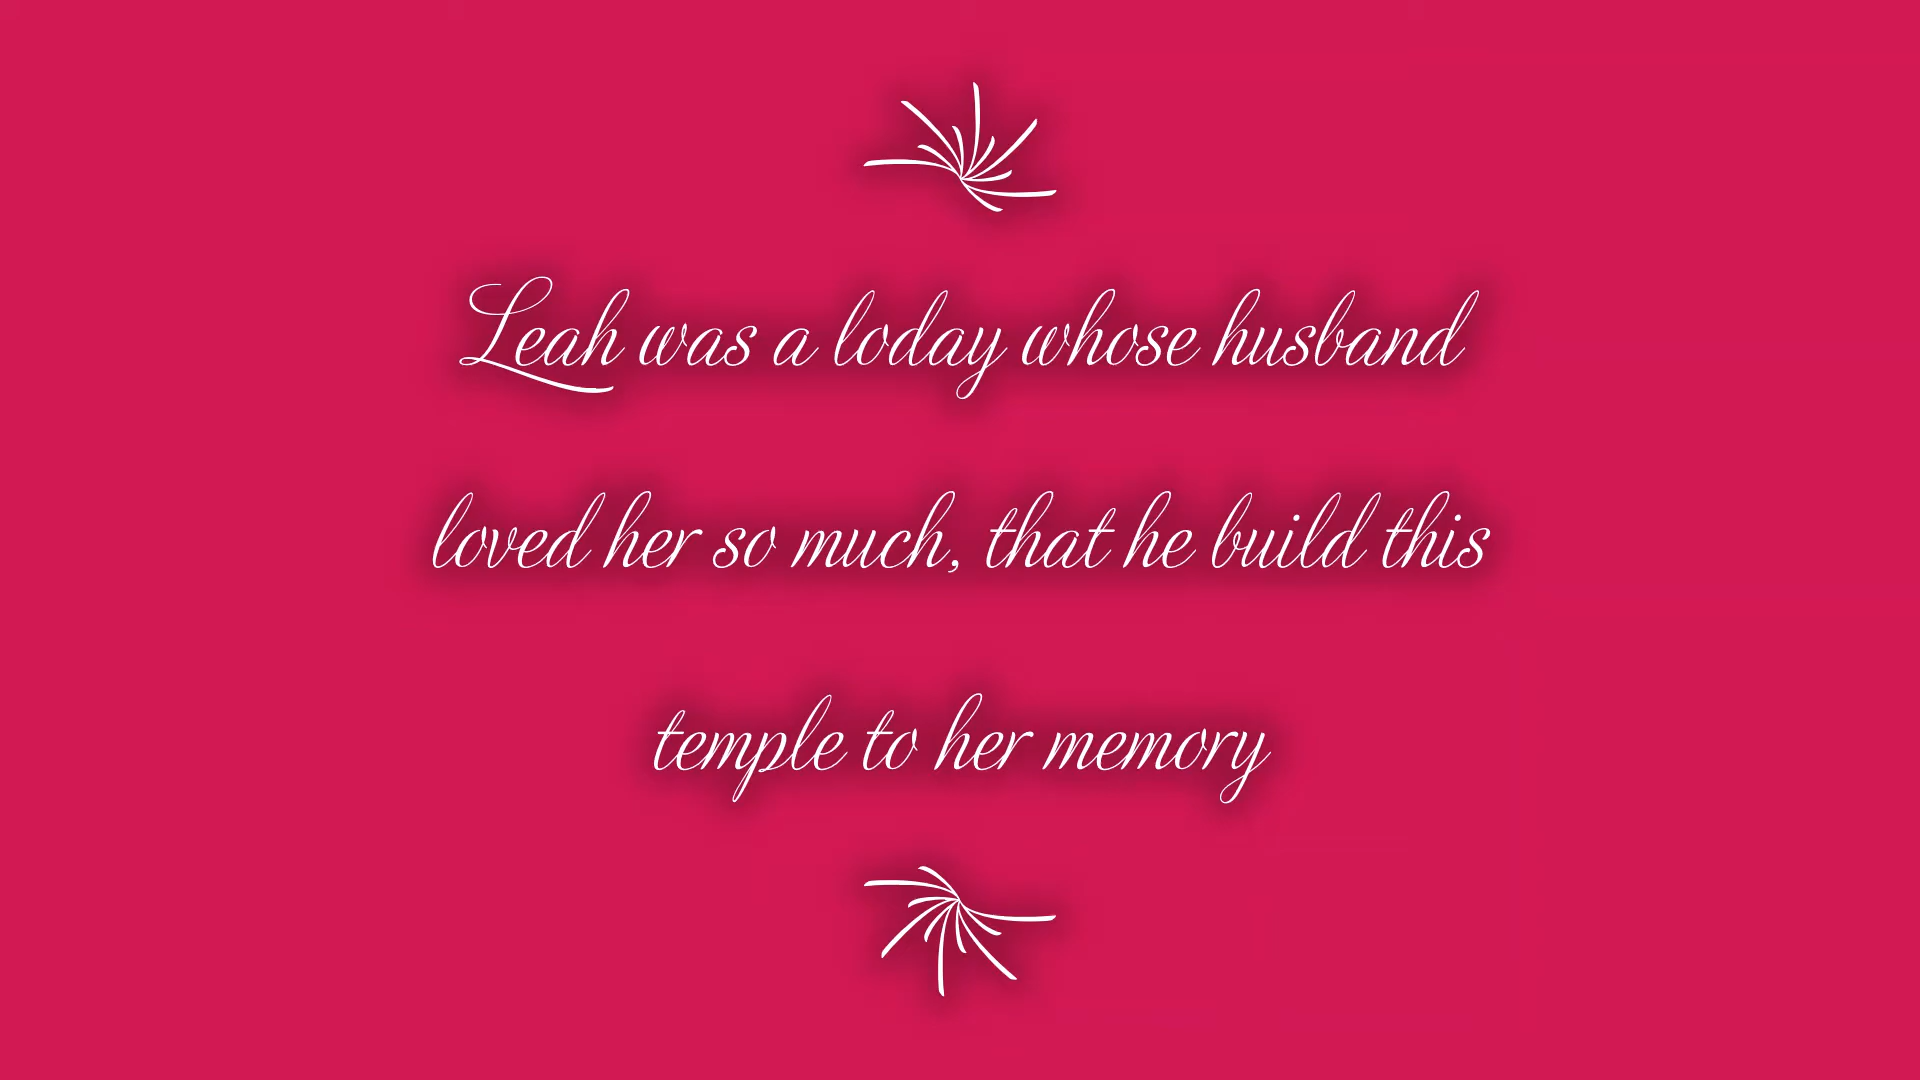 Leah was a loday whose husband
loved her so much, that he build this
temple to her memory